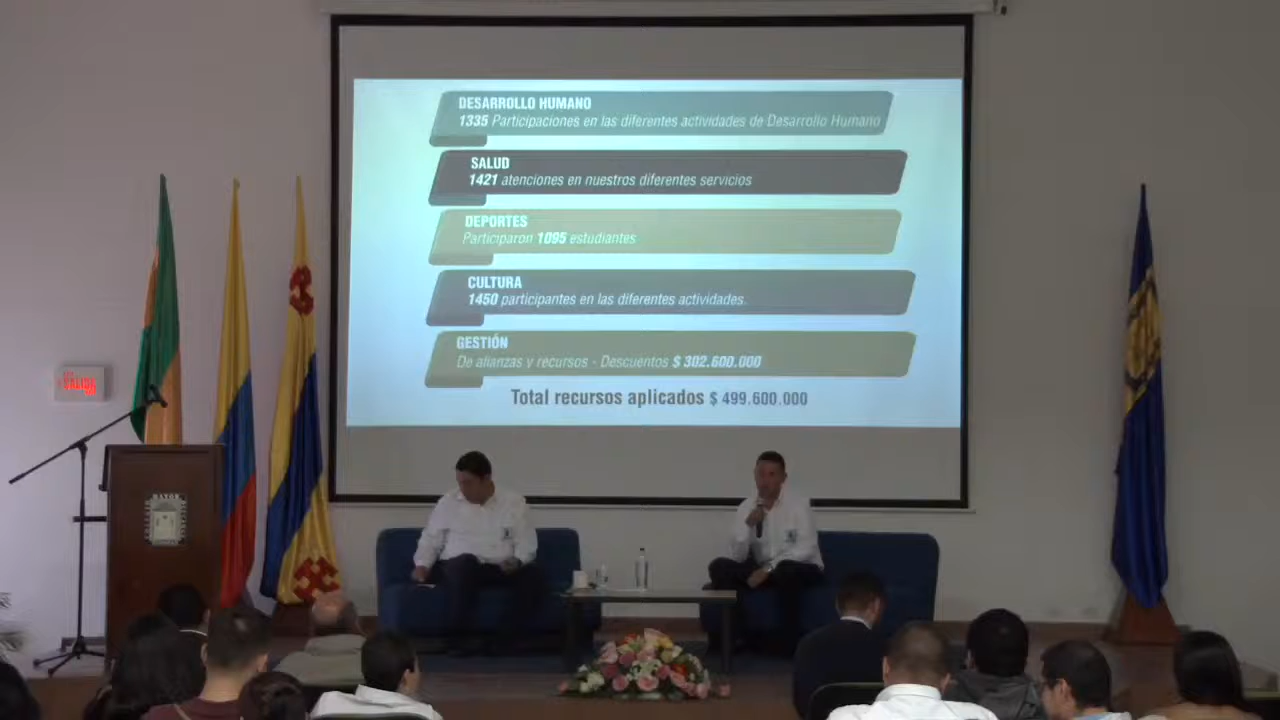 DESARROLLO HUMANO
1335 Participaciones en las diferentes actividades de Desarrollo Humano
SALUD
1421 atenciones en nuestros diferentes servicios
DEPORTES
Participaron 1095 estudiantes
CULTURA
1450 participantes en las diferentes actividades.
GESTIÓN
De alianzas y recursos - Descuentos $ 302.600.000
Total recursos aplicados $ 499.600.000
SALIDA